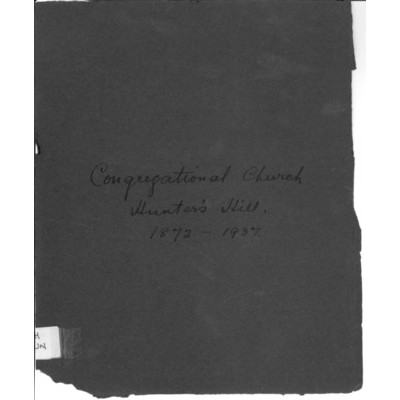 Congregational Church
Hunter's Hill.
1872 - 1937.